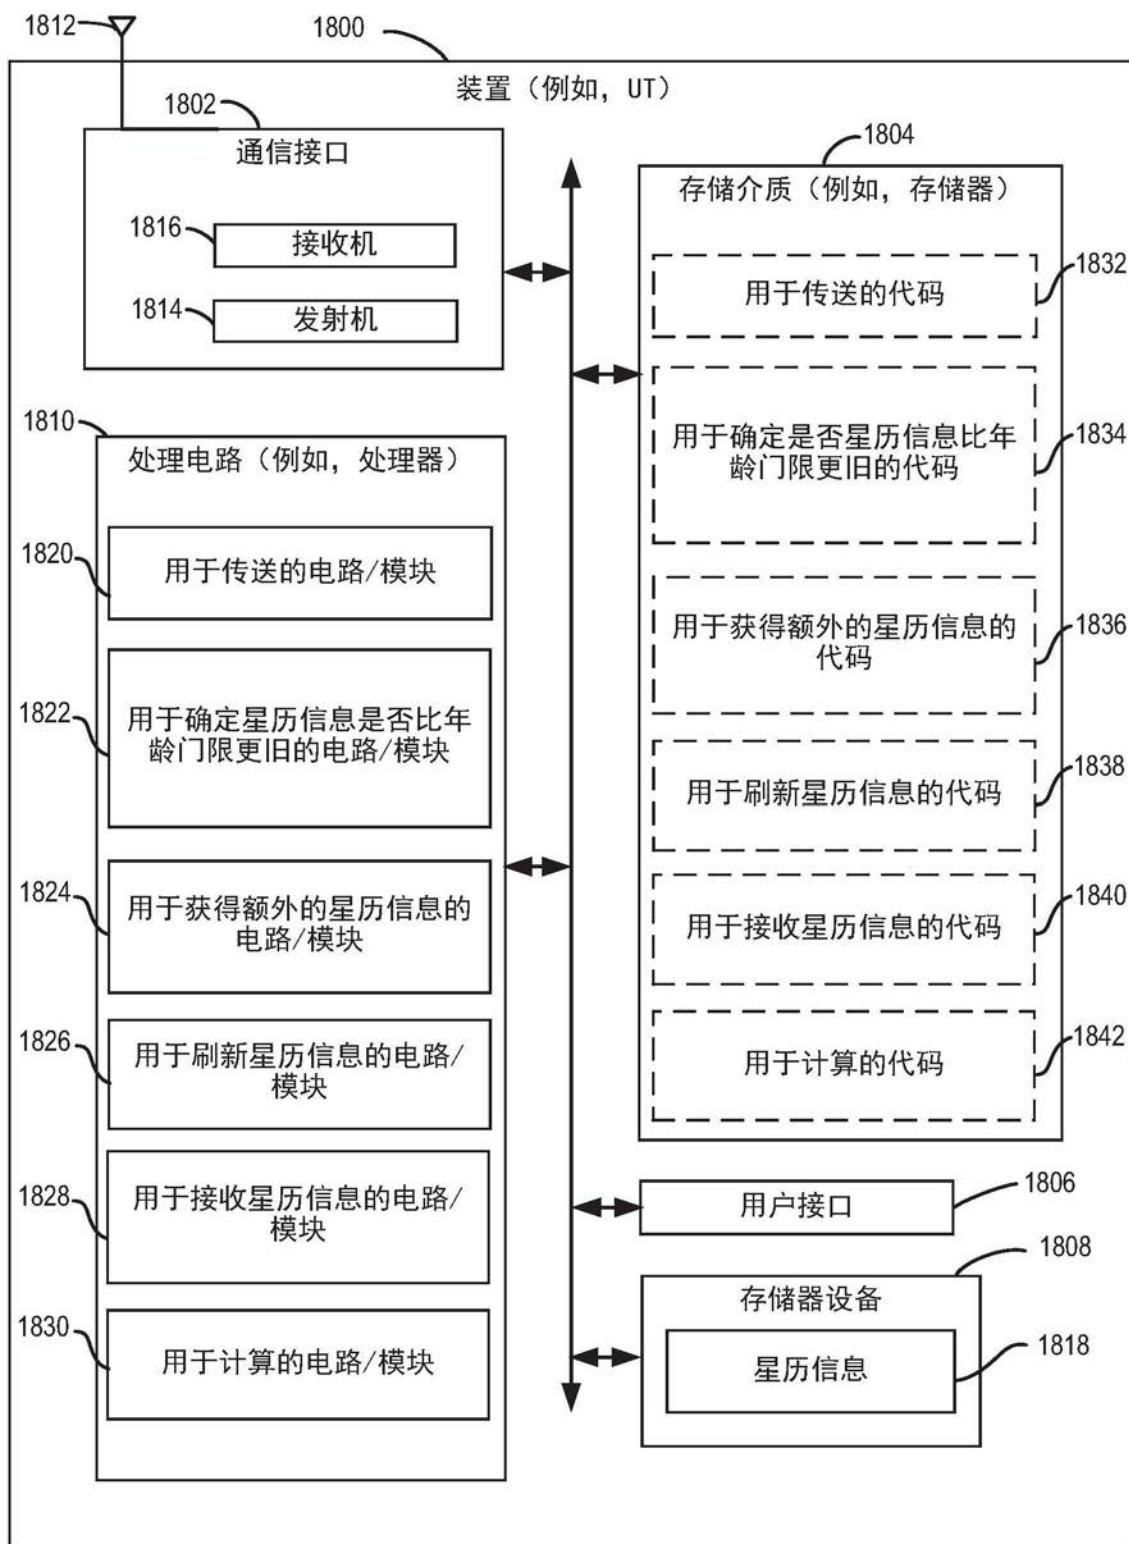 1812
1800
装置（例如，UT）
1802
通信接口
1816
接收机
1814
发射机
1810
处理电路（例如，处理器）
1820
用于传送的电路/模块
1822
用于确定星历信息是否比年
龄门限更旧的电路/模块
1824
用于获得额外的星历信息的
电路/模块
1826
用于刷新星历信息的电路/
模块
1828
用于接收星历信息的电路/
模块
1830
用于计算的电路/模块
1804
存储介质（例如，存储器）
1832
用于传送的代码
1834
用于确定是否星历信息比年
龄门限更旧的代码
1836
用于获得额外的星历信息的
代码
1838
用于刷新星历信息的代码
1840
用于接收星历信息的代码
1842
用于计算的代码
1806
用户接口
1808
存储器设备
1818
星历信息